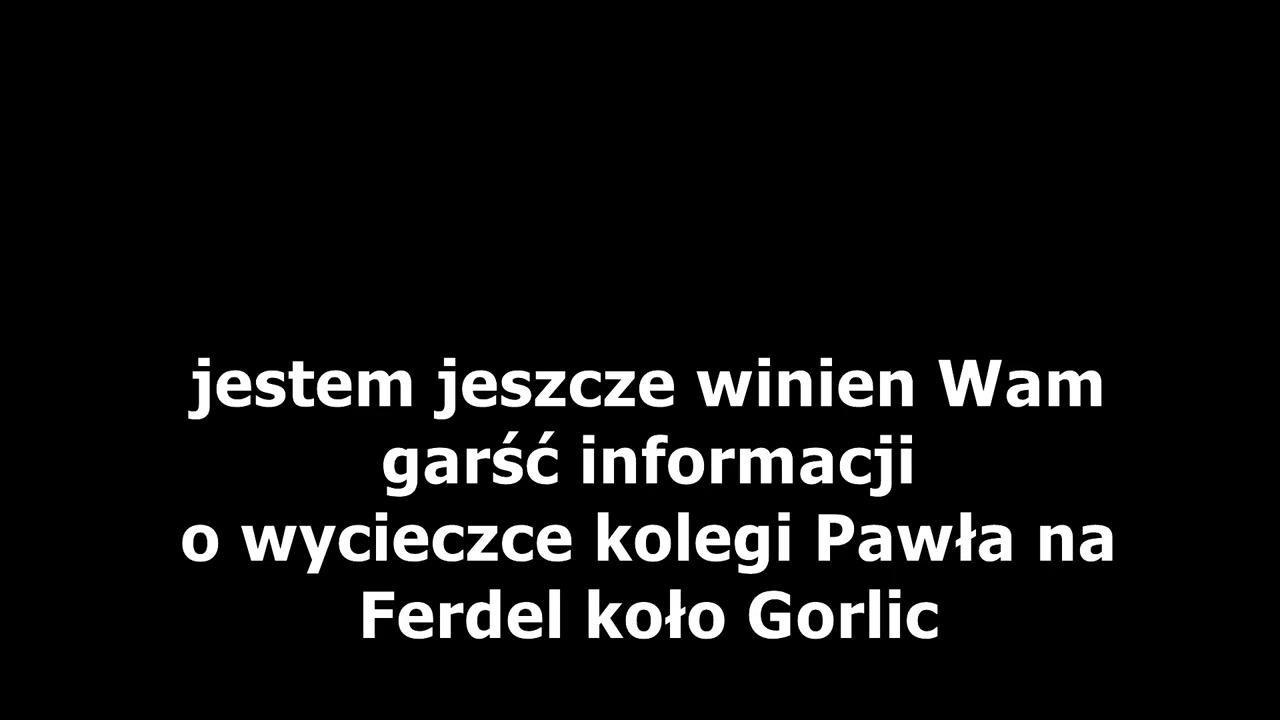 jestem jeszcze winien Wam
garść informacji
o wycieczce kolegi Pawła na
Ferdel koło Gorlic